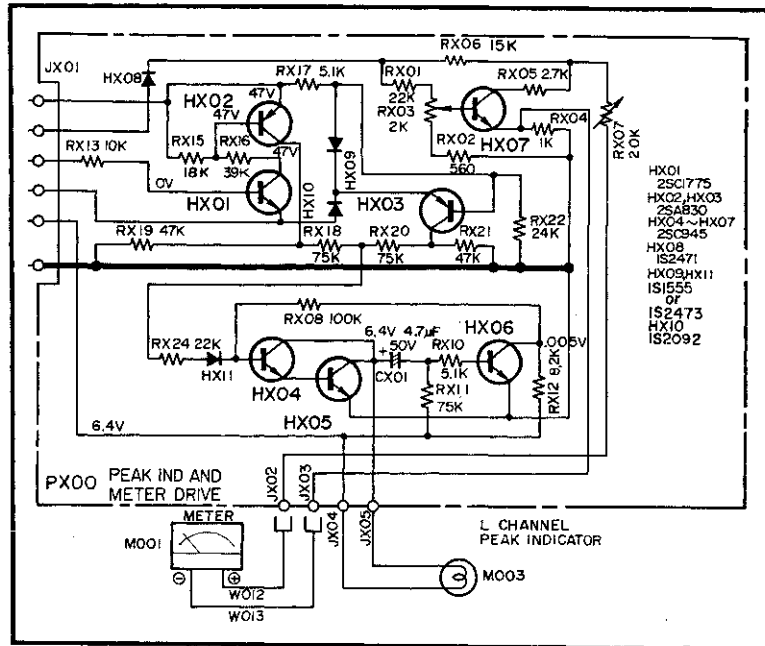 JX01
HX08
RX17 5.1K
RX01
22K
RX06 15K
RX05 2.7K
RX03
2K
RX04
1K
RX07
20K
HX02
47V
47V
47V
RX15
18K
RX16
39K
RX13 10K
0V
HX01
HX09
HX10
HX03
HX07
RX02
560
RX22
24K
RX19 47K
RX18
75K
RX20
75K
RX21
47K
HX01
2SC1775
HX02,HX03
2SA830
HX04~HX07
2SC945
HX08
IS2471
HX09,HX11
IS1555
or
IS2473
HX10
IS2092
RX08 100K
RX24 22K
HX11
HX04
HX05
6.4V 4.7μF
+ 50V
CX01
RX10
5.1K
RX11
75K
HX06
.005V
RX12 8.2K
6.4V
PX00 PEAK IND AND
METER DRIVE
JX02
JX03
JX04
JX05
METER
M001
⊖ ⊕
W012
W013
L CHANNEL
PEAK INDICATOR
M003